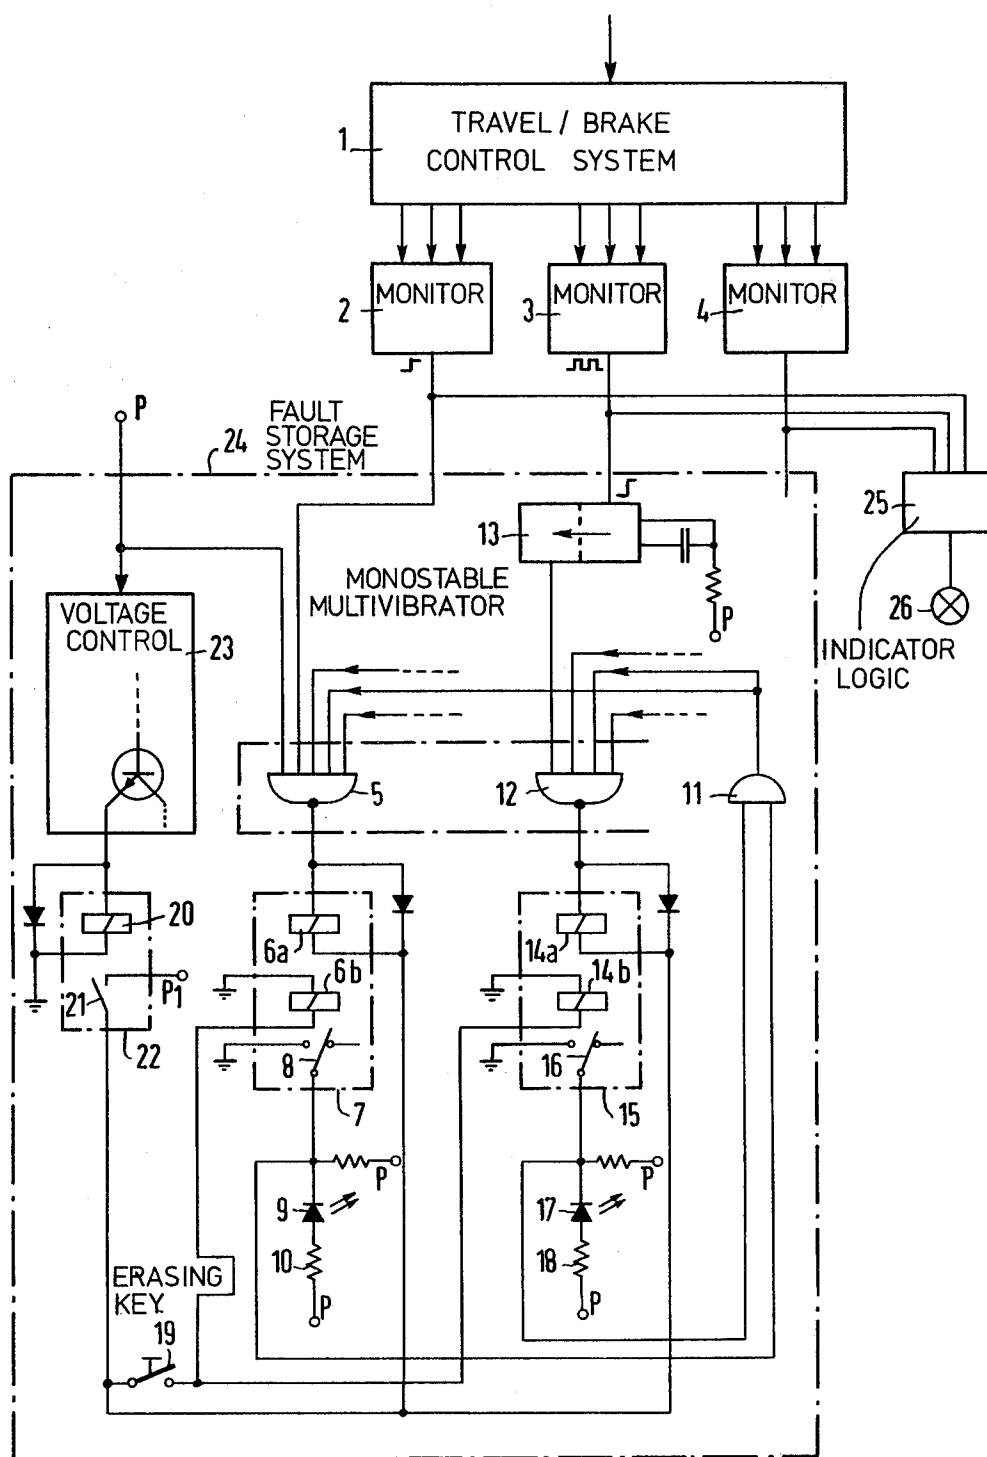 TRAVEL / BRAKE
CONTROL SYSTEM
1
MONITOR
2
MONITOR
3
MONITOR
4
P
FAULT
STORAGE
SYSTEM
24
25
13
MONOSTABLE
MULTIVIBRATOR
P
26
INDICATOR
LOGIC
VOLTAGE
CONTROL
23
5
12
11
20
6a
14a
6b
14b
21
P1
22
8
16
7
15
P
P
9
17
10
18
P
P
ERASING
KEY.
19